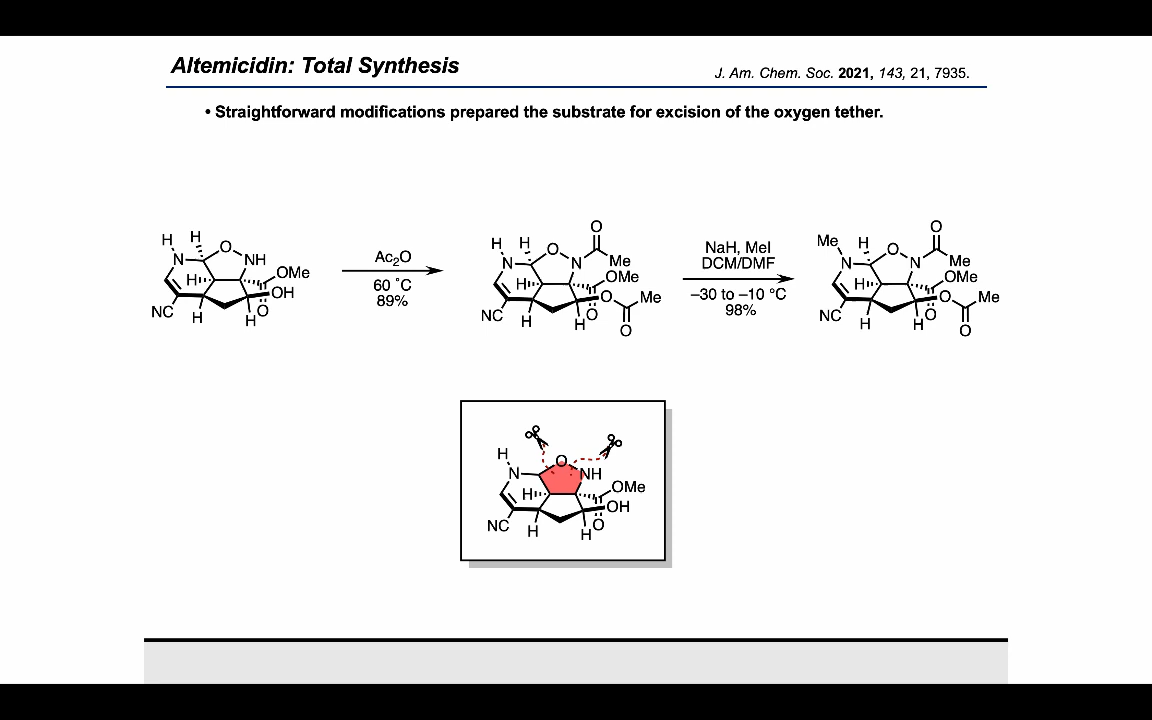 Altemicidin: Total Synthesis
J. Am. Chem. Soc. 2021, 143, 21, 7935.
• Straightforward modifications prepared the substrate for excision of the oxygen tether.
H H O NH
N
H OMe
OH
NC H H O
Ac₂O
60 ˚C
89%
O
H H O N Me
N
H OMe
O Me
NC H H O O
NaH, MeI
DCM/DMF
–30 to –10 °C
98%
O
Me H O N Me
N
H OMe
O Me
NC H H O O
H O
N NH
H OMe
OH
NC H H O